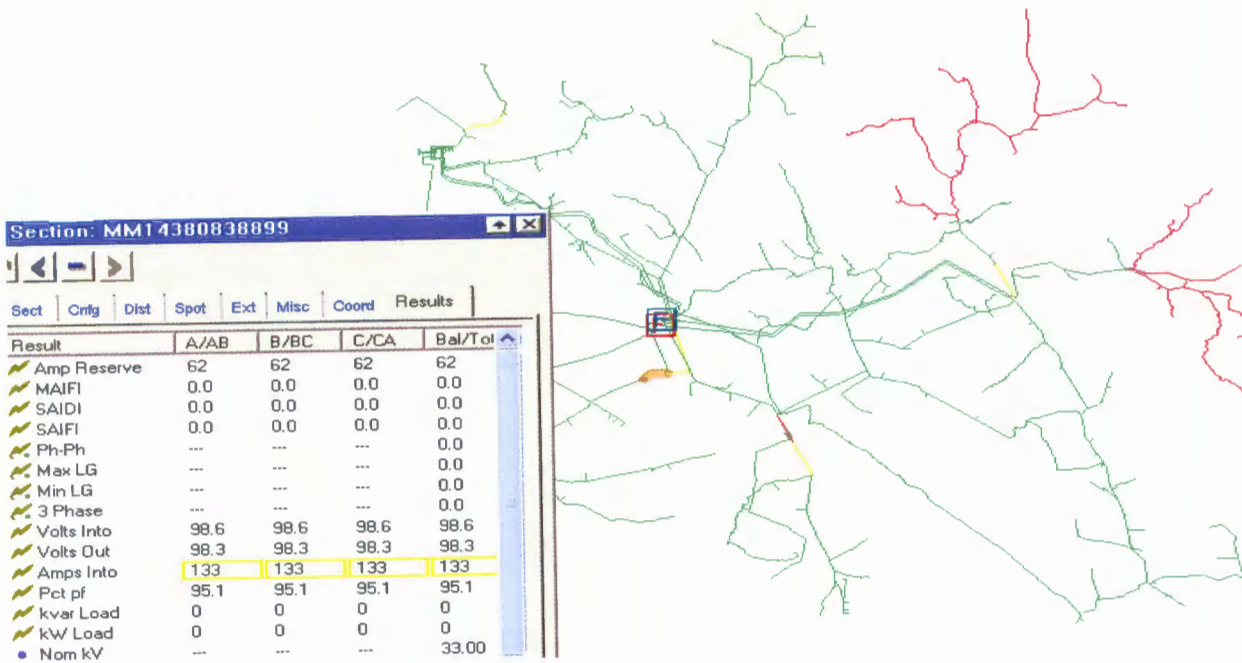 Section: MM14380838899
Sect Cnfg Dist Spot Ext Misc Coord Results
Result A/AB B/BC C/CA Bal/Tot
Amp Reserve 62 62 62 62
MAIFI 0.0 0.0 0.0 0.0
SAIDI 0.0 0.0 0.0 0.0
SAIFI 0.0 0.0 0.0 0.0
Ph-Ph --- --- --- 0.0
Max LG --- --- --- 0.0
Min LG --- --- --- 0.0
3 Phase --- --- --- 0.0
Volts Into 98.6 98.6 98.6 98.6
Volts Out 98.3 98.3 98.3 98.3
Amps Into 133 133 133 133
Pct pf 95.1 95.1 95.1 95.1
kvar Load 0 0 0 0
kW Load 0 0 0 0
Nom kV --- --- --- 33.00